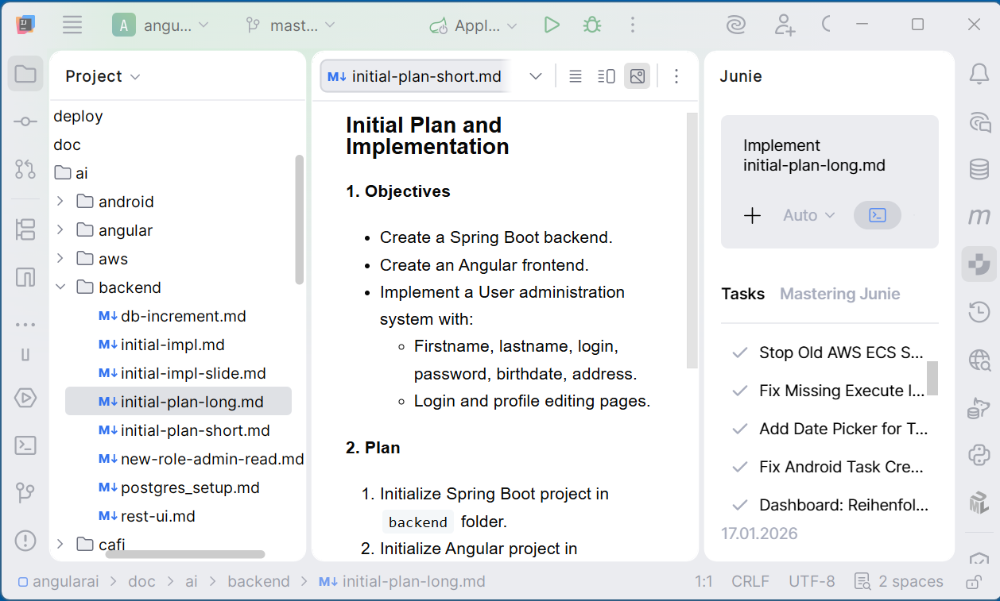 A angu... mast... Appl...
Project
deploy
doc
ai
android
angular
aws
backend
M↓ db-increment.md
M↓ initial-impl.md
M↓ initial-impl-slide.md
M↓ initial-plan-long.md
M↓ initial-plan-short.md
M↓ new-role-admin-read.md
M↓ postgres_setup.md
M↓ rest-ui.md
cafi
M↓ initial-plan-short.md
Initial Plan and
Implementation
1. Objectives
• Create a Spring Boot backend.
• Create an Angular frontend.
• Implement a User administration
system with:
◦ Firstname, lastname, login,
password, birthdate, address.
◦ Login and profile editing pages.
2. Plan
1. Initialize Spring Boot project in
backend folder.
2. Initialize Angular project in
Junie
Implement
initial-plan-long.md
Auto
Tasks Mastering Junie
Stop Old AWS ECS S...
Fix Missing Execute I...
Add Date Picker for T...
Fix Android Task Cre...
Dashboard: Reihenfol...
17.01.2026
m
ML
angularai > doc > ai > backend > M↓ initial-plan-long.md 1:1 CRLF UTF-8 2 spaces